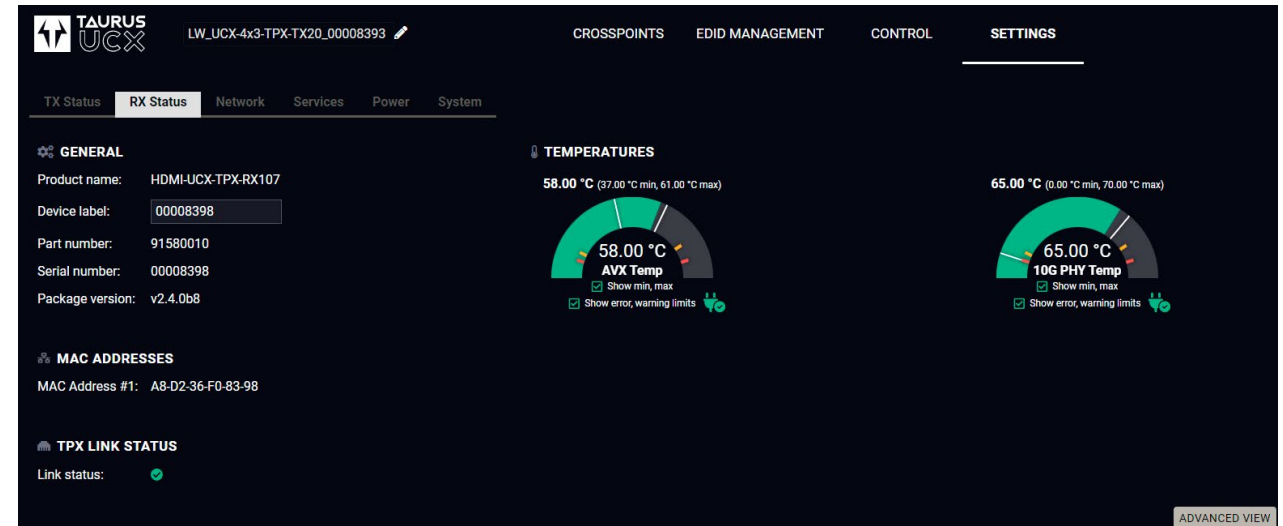 TAURUS
UCX
LW_UCX-4x3-TPX-TX20_00008393
CROSSPOINTS EDID MANAGEMENT CONTROL SETTINGS
TX Status RX Status Network Services Power System
GENERAL
Product name: HDMI-UCX-TPX-RX107
Device label: 00008398
Part number: 91580010
Serial number: 00008398
Package version: v2.4.0b8
MAC ADDRESSES
MAC Address #1: A8-D2-36-F0-83-98
TPX LINK STATUS
Link status:
TEMPERATURES
58.00 °C (37.00 °C min, 61.00 °C max)
58.00 °C
AVX Temp
Show min, max
Show error, warning limits
65.00 °C (0.00 °C min, 70.00 °C max)
65.00 °C
10G PHY Temp
Show min, max
Show error, warning limits
ADVANCED VIEW